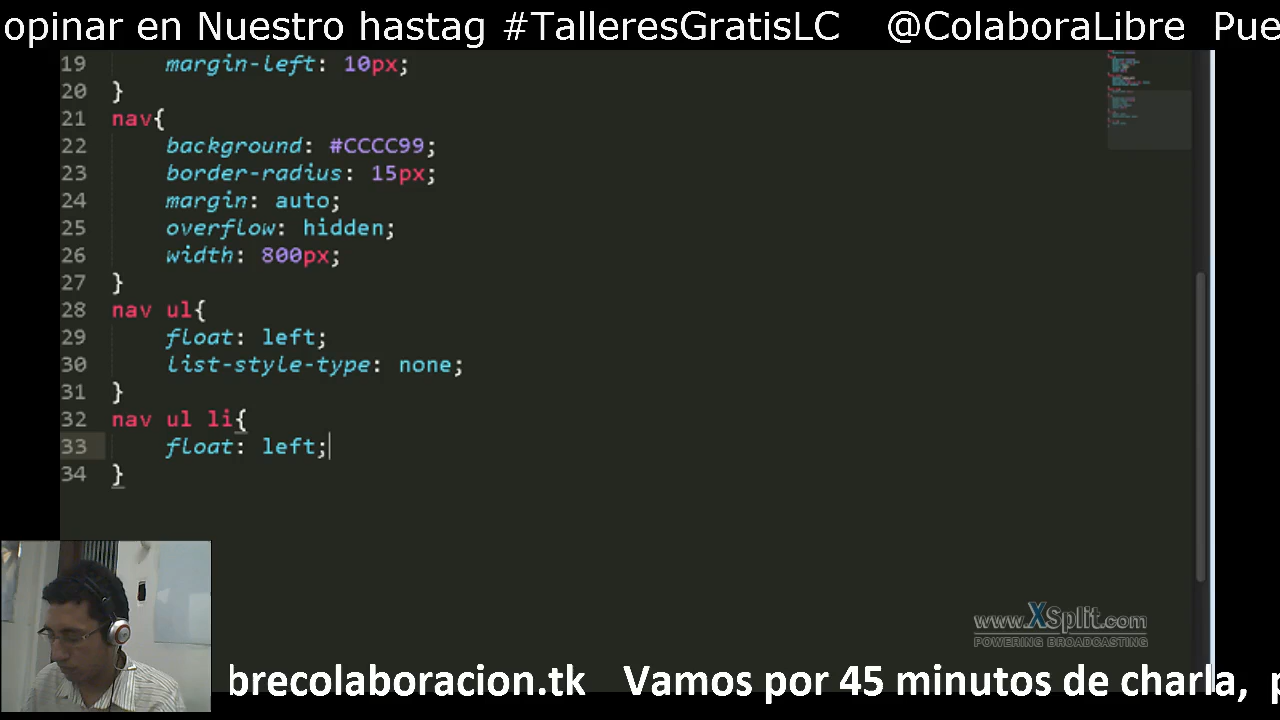 opinar en Nuestro hastag #TalleresGratisLC @ColaboraLibre Pue
19 margin-left: 10px;
20 }
21 nav{
22 background: #CCCC99;
23 border-radius: 15px;
24 margin: auto;
25 overflow: hidden;
26 width: 800px;
27 }
28 nav ul{
29 float: left;
30 list-style-type: none;
31 }
32 nav ul li{
33 float: left;
34 }
www.XSplit.com
POWERING BROADCASTING
brecolaboracion.tk Vamos por 45 minutos de charla, p